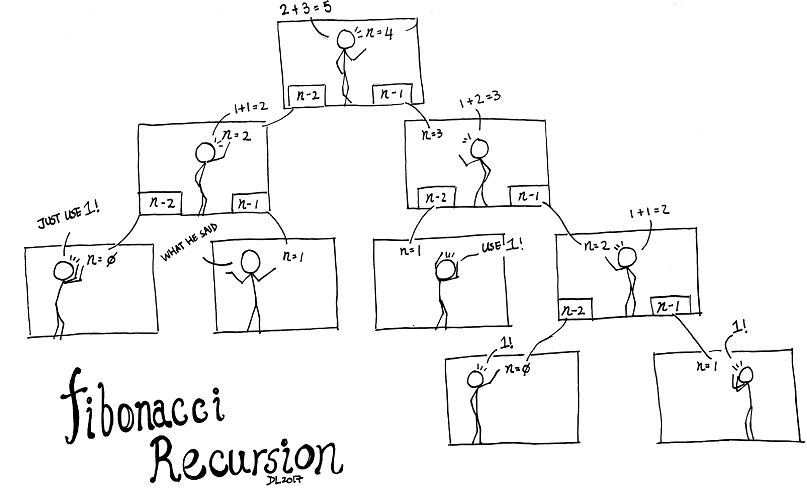 2+3=5
n=4
n-2
n-1
1+1=2
n=2
n-2
n-1
1+2=3
n=3
n-2
n-1
JUST USE 1!
n=ø
WHAT HE SAID
n=1
n=1
USE 1!
1+1=2
n=2
n-2
n-1
1!
n=ø
1!
n=1
fibonacci
Recursion
DL2017